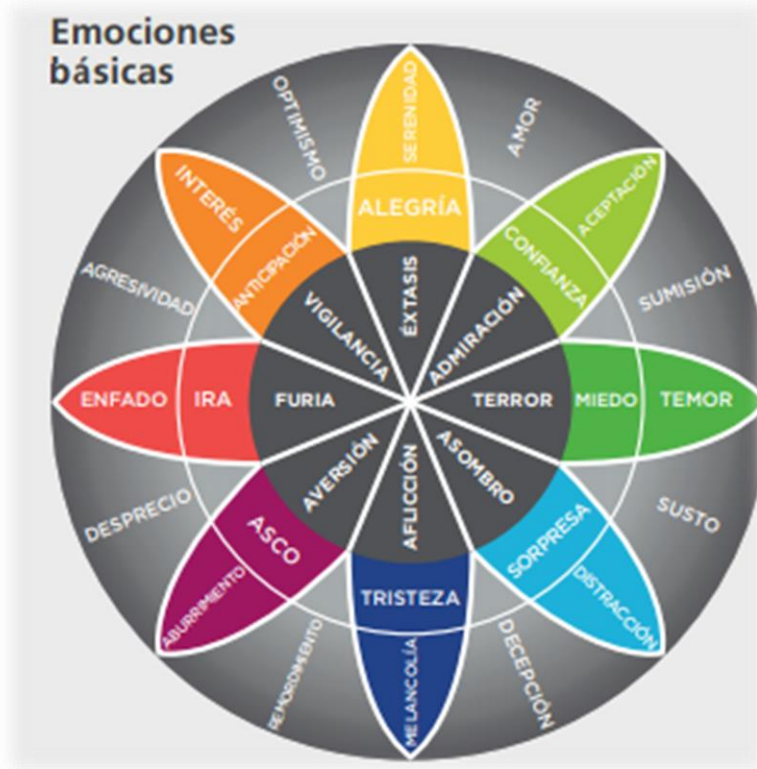 Emociones
básicas
OPTIMISMO
SERENIDAD
AMOR
INTERÉS
ALEGRÍA
ACEPTACIÓN
ANTICIPACIÓN
CONFIANZA
AGRESIVIDAD
VIGILANCIA
ÉXTASIS
ADMIRACIÓN
SUMISIÓN
ENFADO
IRA
FURIA
TERROR
MIEDO
TEMOR
AVERSIÓN
AFLICCIÓN
ASOMBRO
DESPRECIO
ASCO
SORPRESA
SUSTO
ABURRIMIENTO
TRISTEZA
DISTRACCIÓN
REMORDIMIENTO
MELANCOLÍA
DECEPCIÓN